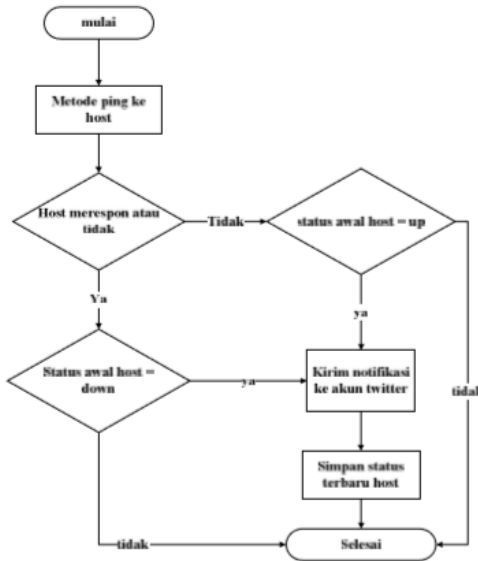 mulai
Metode ping ke
host
Host merespon atau
tidak
Tidak
status awal host = up
Ya
ya
Status awal host =
down
ya
Kirim notifikasi
ke akun twitter
tidak
Simpan status
terbaru host
tidak
Selesai